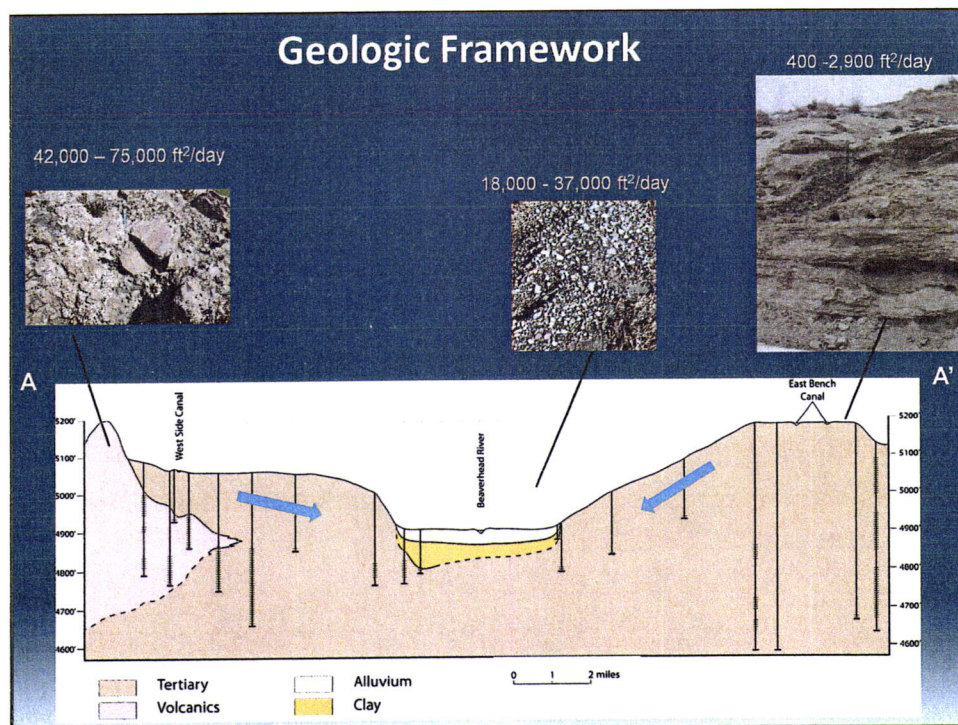 Geologic Framework
400 -2,900 ft²/day
42,000 – 75,000 ft²/day
18,000 - 37,000 ft²/day
A
A'
East Bench
Canal
West Side Canal
Beaverhead River
5200'
5100'
5000'
4900'
4800'
4700'
4600'
5200'
5100'
5000'
4900'
4800'
4700'
4600'
Tertiary
Volcanics
Alluvium
Clay
0 1 2 miles